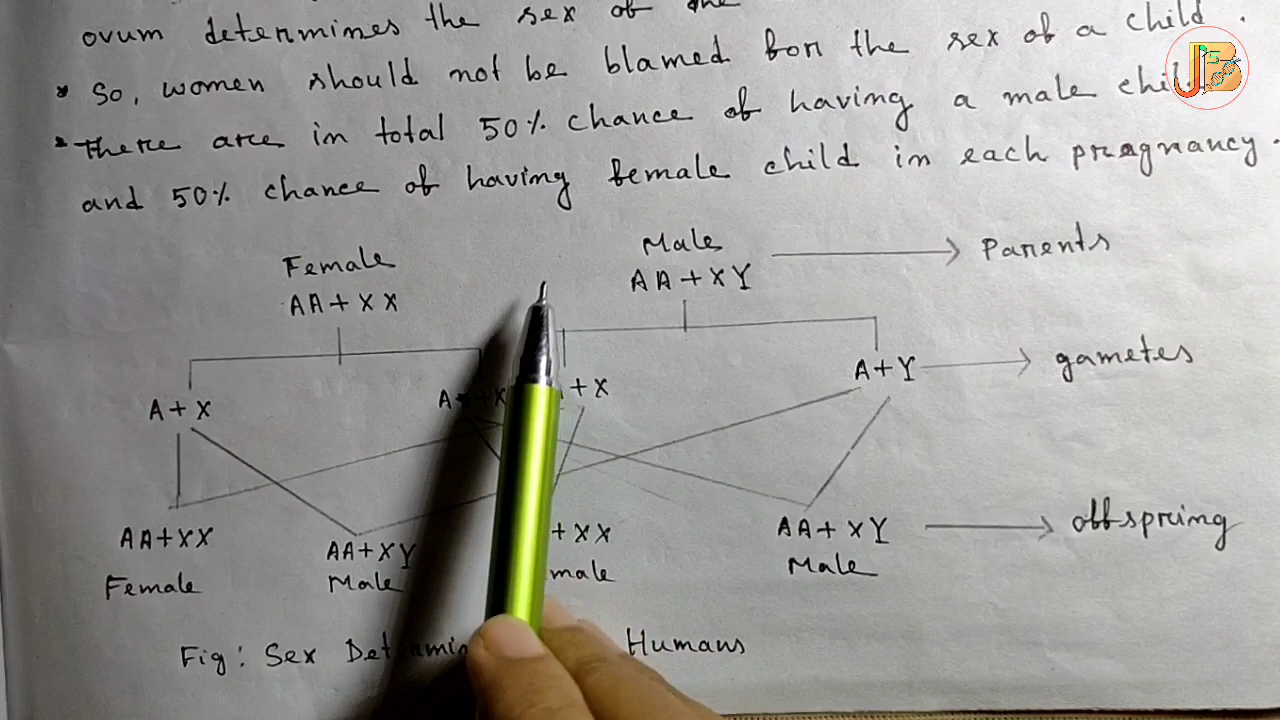 ovum determines the sex of the
• So, women should not be blamed for the sex of a child.
• There are in total 50% chance of having a male child
and 50% chance of having female child in each pregnancy.
Female Male → Parents
AA+XX AA+XY
A+X A+X +X A+Y → gametes
AA+XX AA+XY +XX AA+XY → offspring
Female Male male Male
Fig: Sex Humans